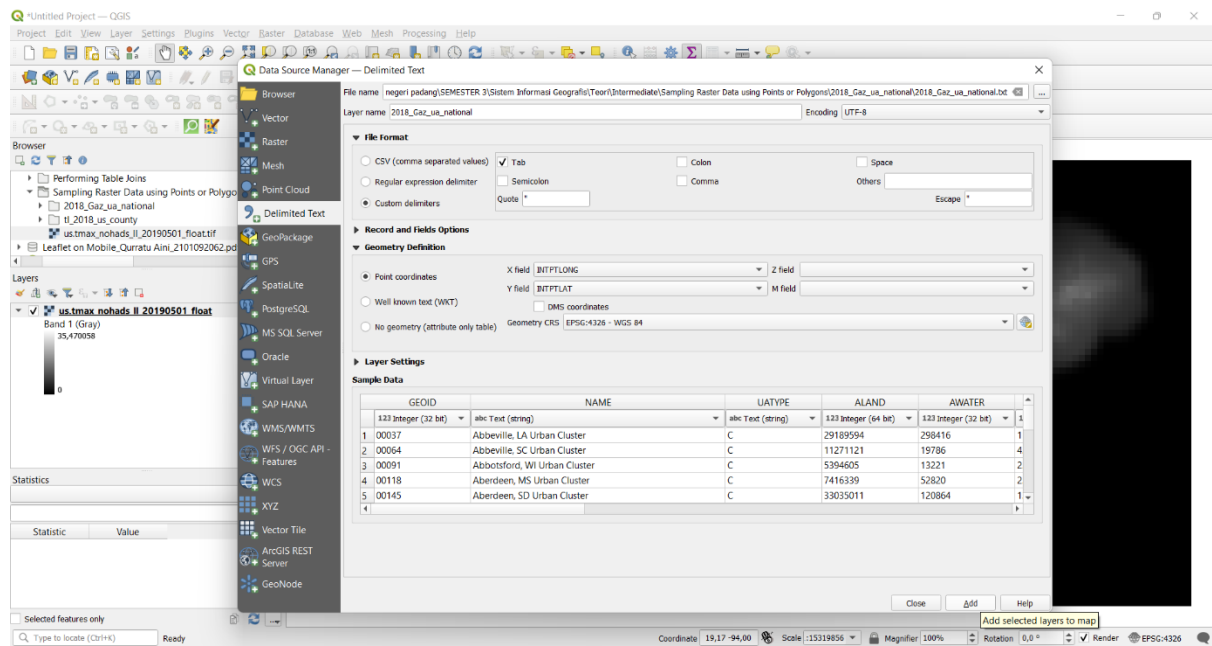 *Untitled Project — QGIS
Project Edit View Layer Settings Plugins Vector Raster Database Web Mesh Processing Help
Data Source Manager — Delimited Text
Browser
Vector
Raster
Mesh
Point Cloud
Delimited Text
GeoPackage
GPS
SpatiaLite
PostgreSQL
MS SQL Server
Oracle
Virtual Layer
SAP HANA
WMS/WMTS
WFS / OGC API -
Features
WCS
XYZ
Vector Tile
ArcGIS REST
Server
GeoNode
File name negeri padang\SEMESTER 3\Sistem Informasi Geografis\Teori\Intermediate\Sampling Raster Data using Points or Polygons\2018_Gaz_ua_national\2018_Gaz_ua_national.txt ...
Layer name 2018_Gaz_ua_national Encoding UTF-8
File Format
CSV (comma separated values) Tab Colon Space
Regular expression delimiter Semicolon Comma Others
Custom delimiters Quote " Escape "
Record and Fields Options
Geometry Definition
Point coordinates X field INTPTLONG Z field
Y field INTPTLAT M field
Well known text (WKT) DMS coordinates
No geometry (attribute only table) Geometry CRS EPSG:4326 - WGS 84
Layer Settings
Sample Data
GEOID NAME UATYPE ALAND AWATER
123 Integer (32 bit) abc Text (string) abc Text (string) 123 Integer (64 bit) 123 Integer (32 bit) 1
1 00037 Abbeville, LA Urban Cluster C 29189594 298416 1
2 00064 Abbeville, SC Urban Cluster C 11271121 19786 4
3 00091 Abbotsford, WI Urban Cluster C 5394605 13221 2
4 00118 Aberdeen, MS Urban Cluster C 7416339 52820 2
5 00145 Aberdeen, SD Urban Cluster C 33035011 120864 1
Close Add Help
Add selected layers to map
Browser
Performing Table Joins
Sampling Raster Data using Points or Polygo
2018_Gaz_ua_national
tl_2018_us_county
us.tmax_nohads_ll_20190501_float.tif
Leaflet on Mobile_Qurratu Aini_2101092062.pd
Layers
us.tmax_nohads_ll_20190501_float
Band 1 (Gray)
35,470058
0
Statistics
Statistic Value
Selected features only
Type to locate (Ctrl+K) Ready Coordinate 19,17 -94,00 Scale :15319856 Magnifier 100% Rotation 0,0 ° Render EPSG:4326